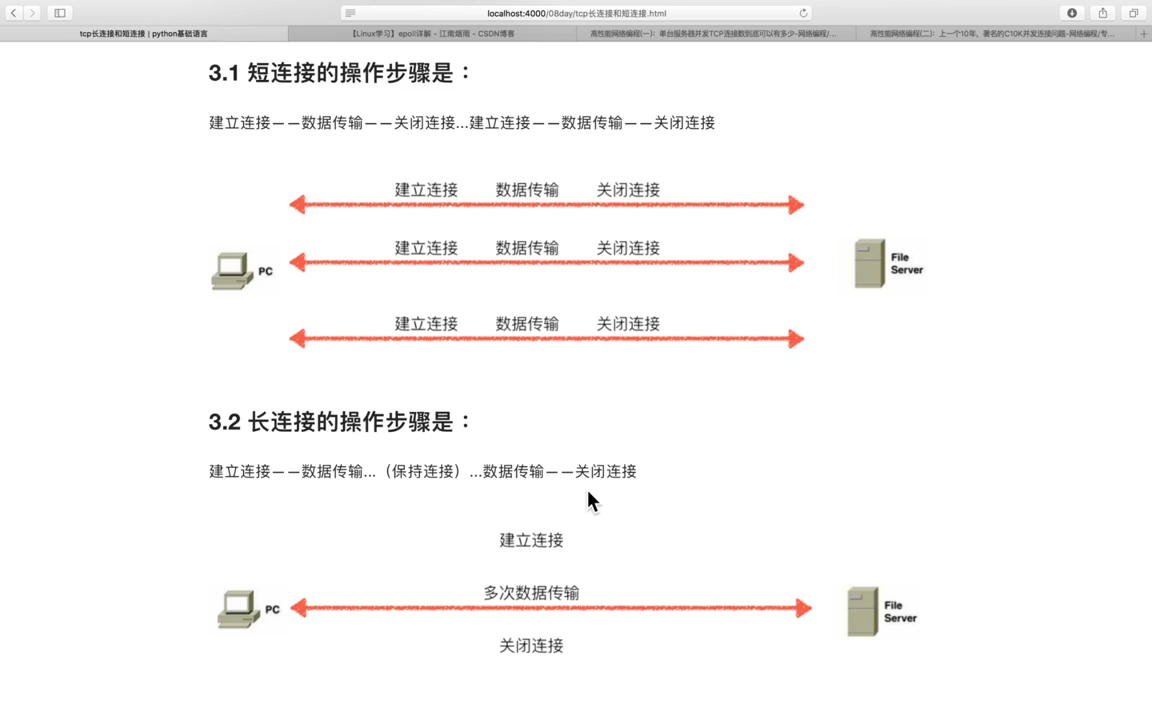 localhost:4000/08day/tcp长连接和短连接.html
tcp长连接和短连接 | python基础语言
【Linux学习】epoll详解 - 江南烟雨 - CSDN博客
高性能网络编程(一)：单台服务器并发TCP连接数到底可以有多少-网络编程/...
高性能网络编程(二)：上一个10年，著名的C10K并发连接问题-网络编程/专...
3.1 短连接的操作步骤是：
建立连接——数据传输——关闭连接...建立连接——数据传输——关闭连接
建立连接 数据传输 关闭连接
建立连接 数据传输 关闭连接
PC
File
Server
建立连接 数据传输 关闭连接
3.2 长连接的操作步骤是：
建立连接——数据传输...（保持连接）...数据传输——关闭连接
建立连接
多次数据传输
PC
File
Server
关闭连接